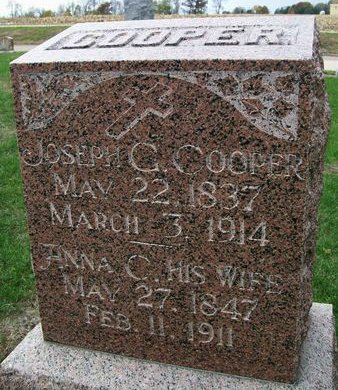 COOPER
JOSEPH G. COOPER
MAY 22. 1837
MARCH 3, 1914
ANNA C. HIS WIFE
MAY 27. 1847
FEB. 11. 1911